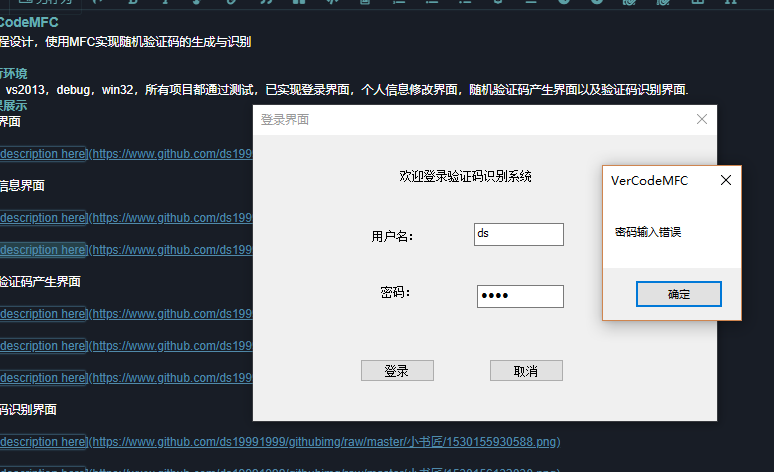 CodeMFC
程设计，使用MFC实现随机验证码的生成与识别
行环境
vs2013，debug，win32，所有项目都通过测试，已实现登录界面，个人信息修改界面，随机验证码产生界面以及验证码识别界面.
展示
界面
登录界面
description here](https://www.github.com/ds199
欢迎登录验证码识别系统
VerCodeMFC
信息界面
description here](https://www.github.com/ds199
用户名：
ds
密码输入错误
description here](https://www.github.com/ds199
验证码产生界面
密码：
确定
description here](https://www.github.com/ds199
description here](https://www.github.com/ds199
登录
取消
description here](https://www.github.com/ds199
码识别界面
description here](https://www.github.com/ds19991999/githubimg/raw/master/小书匠/1530155930588.png)